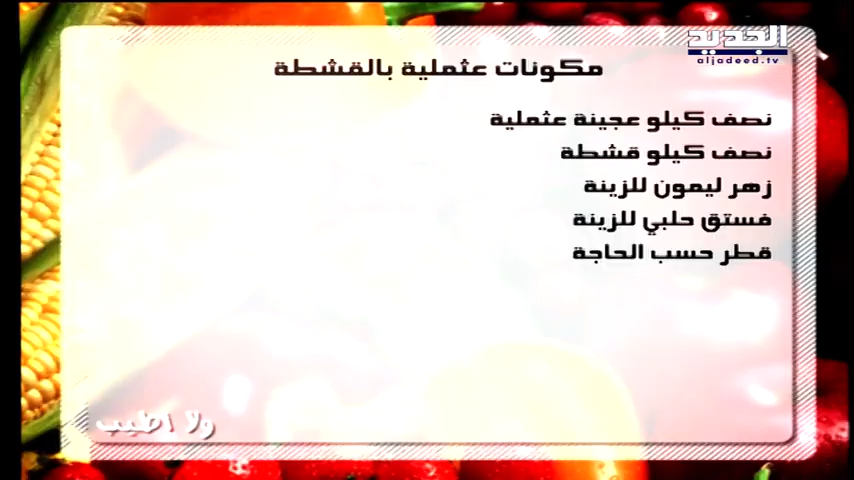 الجديد
aljadeed.tv
مكونات عثملية بالقشطة
نصف كيلو عجينة عثملية
نصف كيلو قشطة
زهر ليمون للزينة
فستق حلبي للزينة
قطر حسب الحاجة
ولا اطيب